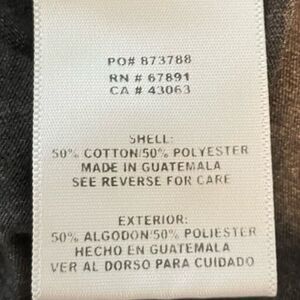 PO# 873788
RN # 67891
CA # 43063
SHELL:
50% COTTON/50% POLYESTER
MADE IN GUATEMALA
SEE REVERSE FOR CARE
EXTERIOR:
50% ALGODON/50% POLIESTER
HECHO EN GUATEMALA
VER AL DORSO PARA CUIDADO